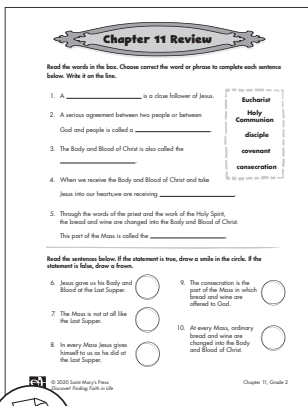 Chapter 11 Review
Read the words in the box. Choose correct the word or phrase to complete each sentence
below. Write it on the line.
1. A ____________ is a close follower of Jesus.
2. A serious agreement between two people or between
God and people is called a ____________.
3. The Body and Blood of Christ is also called the
____________.
4. When we receive the Body and Blood of Christ and take
Jesus into our hearts,we are receiving ____________.
5. Through the words of the priest and the work of the Holy Spirit,
the bread and wine are changed into the Body and Blood of Christ.
This part of the Mass is called the ____________.
Eucharist
Holy
Communion
disciple
covenant
consecration
Read the sentences below. If the statement is true, draw a smile in the circle. If the
statement is false, draw a frown.
6. Jesus gave us his Body and
Blood at the Last Supper.
7. The Mass is not at all like
the Last Supper.
8. In every Mass Jesus gives
himself to us as he did at
the Last Supper.
9. The consecration is the
part of the Mass in which
bread and wine are
offered to God.
10. At every Mass, ordinary
bread and wine are
changed into the Body
and Blood of Christ.
© 2020 Saint Mary's Press
Discover! Finding Faith in Life
Chapter 11, Grade 2